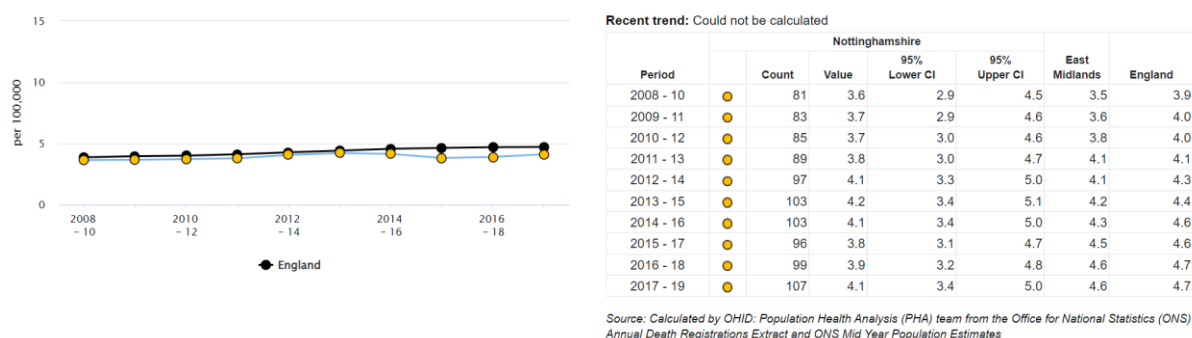 15
10
5
0
per 100,000
2008
- 10
2010
- 12
2012
- 14
2014
- 16
2016
- 18
England
Recent trend: Could not be calculated
Nottinghamshire
Period Count Value 95% Lower CI 95% Upper CI East Midlands England
2008 - 10 81 3.6 2.9 4.5 3.5 3.9
2009 - 11 83 3.7 2.9 4.6 3.6 4.0
2010 - 12 85 3.7 3.0 4.6 3.8 4.0
2011 - 13 89 3.8 3.0 4.7 4.1 4.1
2012 - 14 97 4.1 3.3 5.0 4.1 4.3
2013 - 15 103 4.2 3.4 5.1 4.2 4.4
2014 - 16 103 4.1 3.4 5.0 4.3 4.6
2015 - 17 96 3.8 3.1 4.7 4.5 4.6
2016 - 18 99 3.9 3.2 4.8 4.6 4.7
2017 - 19 107 4.1 3.4 5.0 4.6 4.7
Source: Calculated by OHID: Population Health Analysis (PHA) team from the Office for National Statistics (ONS)
Annual Death Registrations Extract and ONS Mid Year Population Estimates